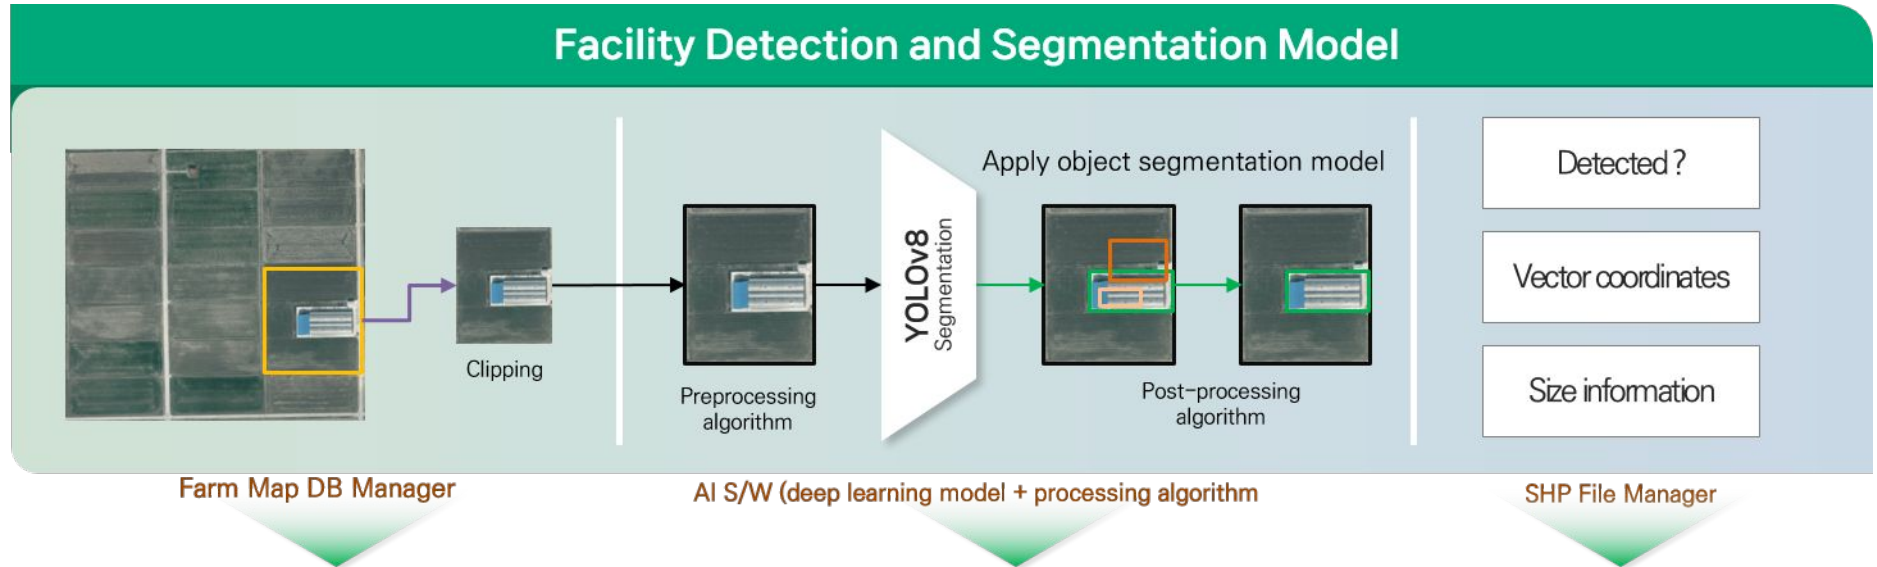 Facility Detection and Segmentation Model
Clipping
Preprocessing
algorithm
YOLOv8
Segmentation
Apply object segmentation model
Post-processing
algorithm
Detected?
Vector coordinates
Size information
Farm Map DB Manager
AI S/W (deep learning model + processing algorithm
SHP File Manager